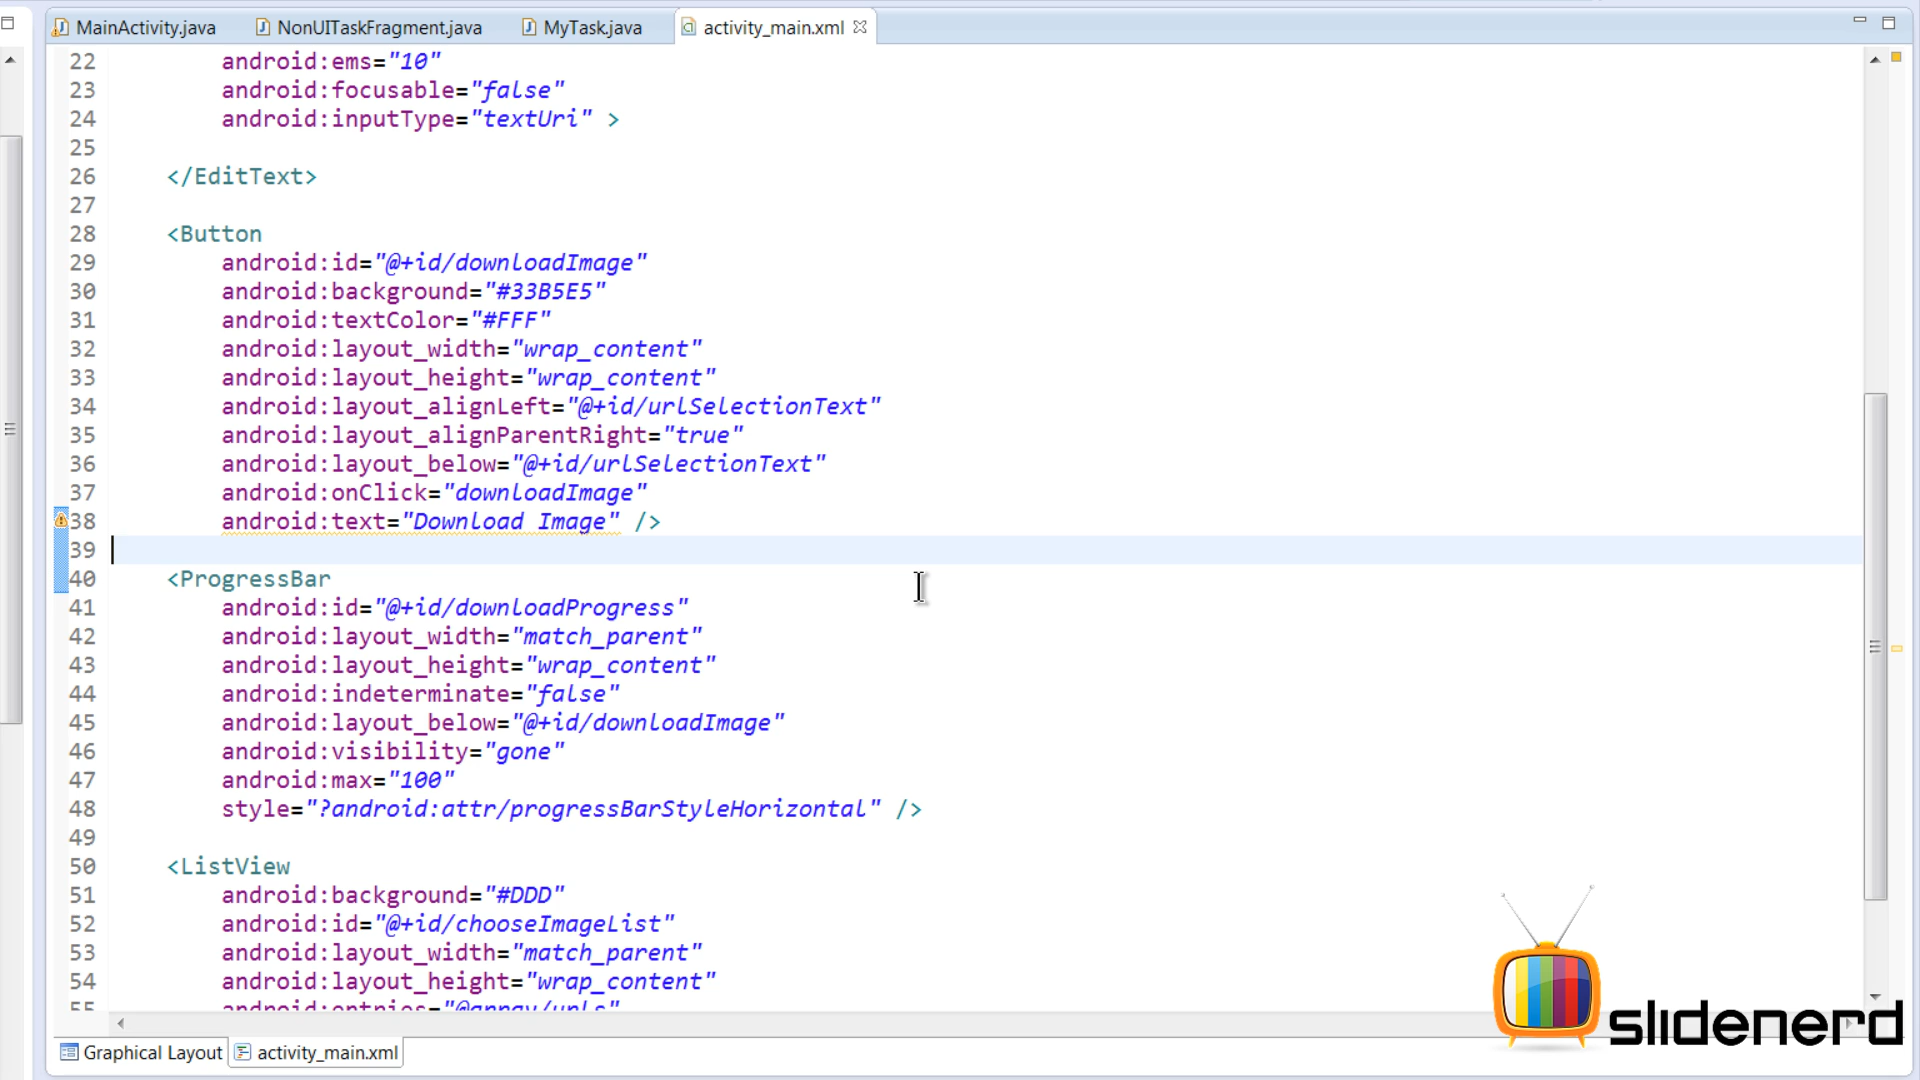 MainActivity.java NonUITaskFragment.java MyTask.java activity_main.xml
22 android:ems="10"
23 android:focusable="false"
24 android:inputType="textUri" >
25
26 </EditText>
27
28 <Button
29 android:id="@+id/downloadImage"
30 android:background="#33B5E5"
31 android:textColor="#FFF"
32 android:layout_width="wrap_content"
33 android:layout_height="wrap_content"
34 android:layout_alignLeft="@+id/urlSelectionText"
35 android:layout_alignParentRight="true"
36 android:layout_below="@+id/urlSelectionText"
37 android:onClick="downloadImage"
38 android:text="Download Image" />
39
40 <ProgressBar
41 android:id="@+id/downloadProgress"
42 android:layout_width="match_parent"
43 android:layout_height="wrap_content"
44 android:indeterminate="false"
45 android:layout_below="@+id/downloadImage"
46 android:visibility="gone"
47 android:max="100"
48 style="?android:attr/progressBarStyleHorizontal" />
49
50 <ListView
51 android:background="#DDD"
52 android:id="@+id/chooseImageList"
53 android:layout_width="match_parent"
54 android:layout_height="wrap_content"
55 android:entries="@array/urls"
slidenerd
Graphical Layout activity_main.xml